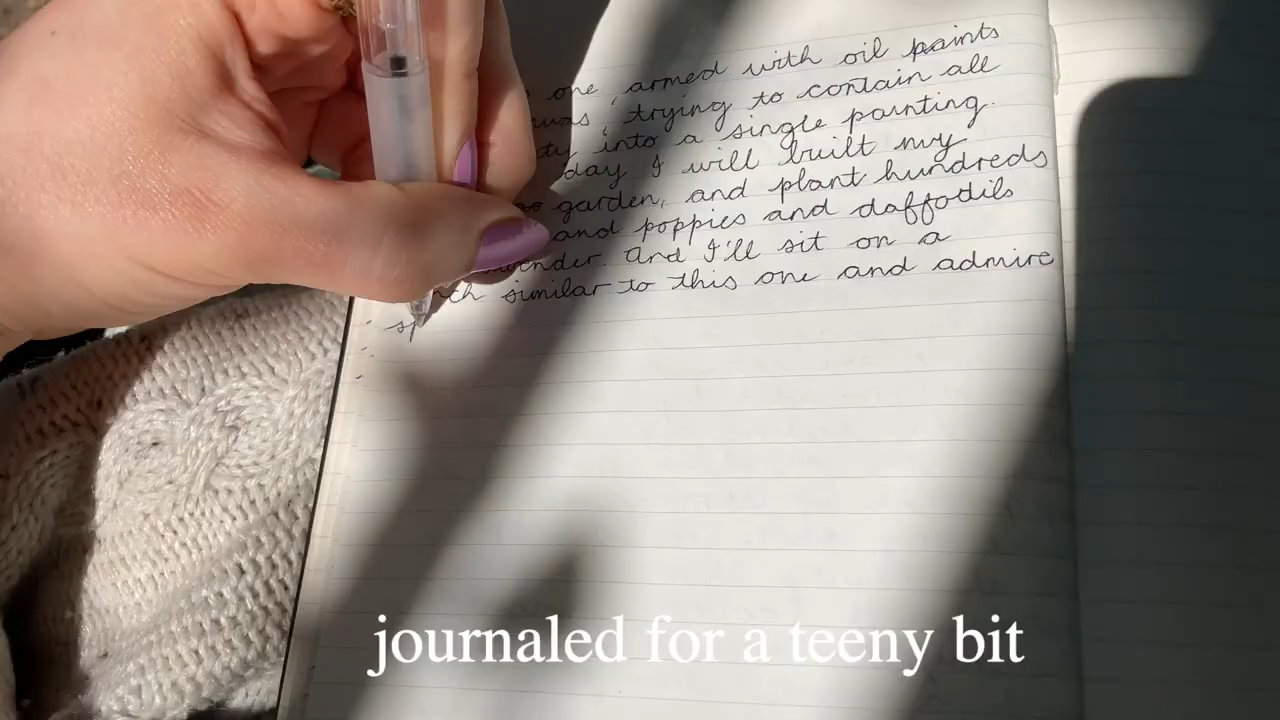 one, armed with oil paints
, trying to contain all
into a single painting.
day I will built my
garden, and plant hundreds
and poppies and daffodils
And I'll sit on a
similar to this one and admire
sp
journaled for a teeny bit